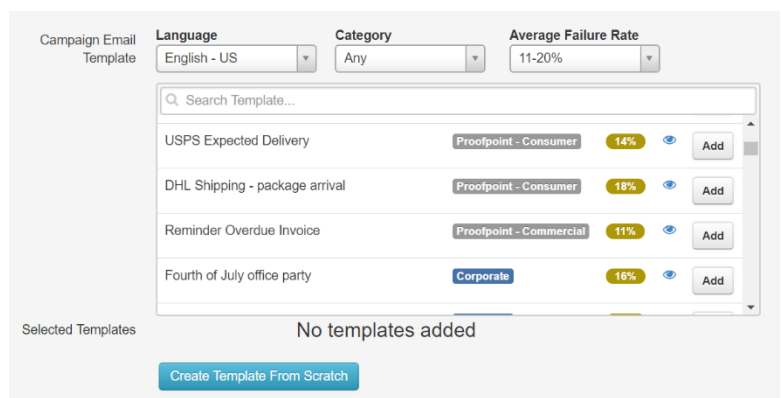 Campaign Email
Template
Language
Category
Average Failure Rate
English - US
Any
11-20%
Search Template...
USPS Expected Delivery Proofpoint - Consumer 14% Add
DHL Shipping - package arrival Proofpoint - Consumer 18% Add
Reminder Overdue Invoice Proofpoint - Commercial 11% Add
Fourth of July office party Corporate 16% Add
Selected Templates
No templates added
Create Template From Scratch